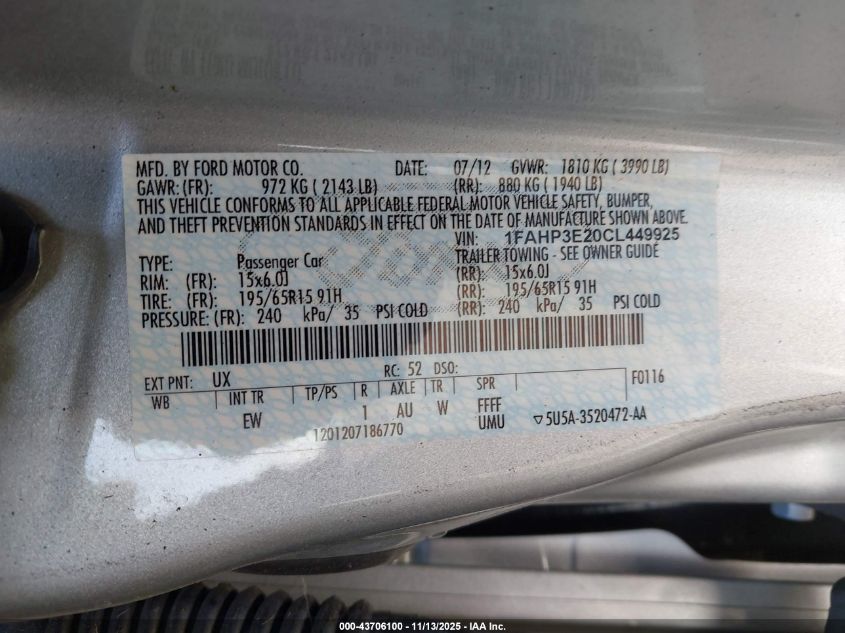 MFD. BY FORD MOTOR CO. DATE: 07/12 GVWR: 1810 KG ( 3990 LB)
GAWR: (FR): 972 KG ( 2143 LB) (RR): 880 KG ( 1940 LB)
THIS VEHICLE CONFORMS TO ALL APPLICABLE FEDERAL MOTOR VEHICLE SAFETY, BUMPER,
AND THEFT PREVENTION STANDARDS IN EFFECT ON THE DATE OF MANUFACTURE SHOWN ABOVE.
VIN: 1FAHP3E20CL449925
TYPE: Passenger Car TRAILER TOWING - SEE OWNER GUIDE
RIM: (FR): 15x6.0J (RR): 15x6.0J
TIRE: (FR): 195/65R15 91H (RR): 195/65R15 91H
PRESSURE: (FR): 240 kPa/ 35 PSI COLD (RR): 240 kPa/ 35 PSI COLD
EXT PNT: UX RC: 52 DSO: F0116
WB INT TR TP/PS R AXLE TR SPR
EW 1 AU W FFFF
1201207186770 UMU ▽5U5A-3520472-AA
000-43706100 - 11/13/2025 - IAA Inc.